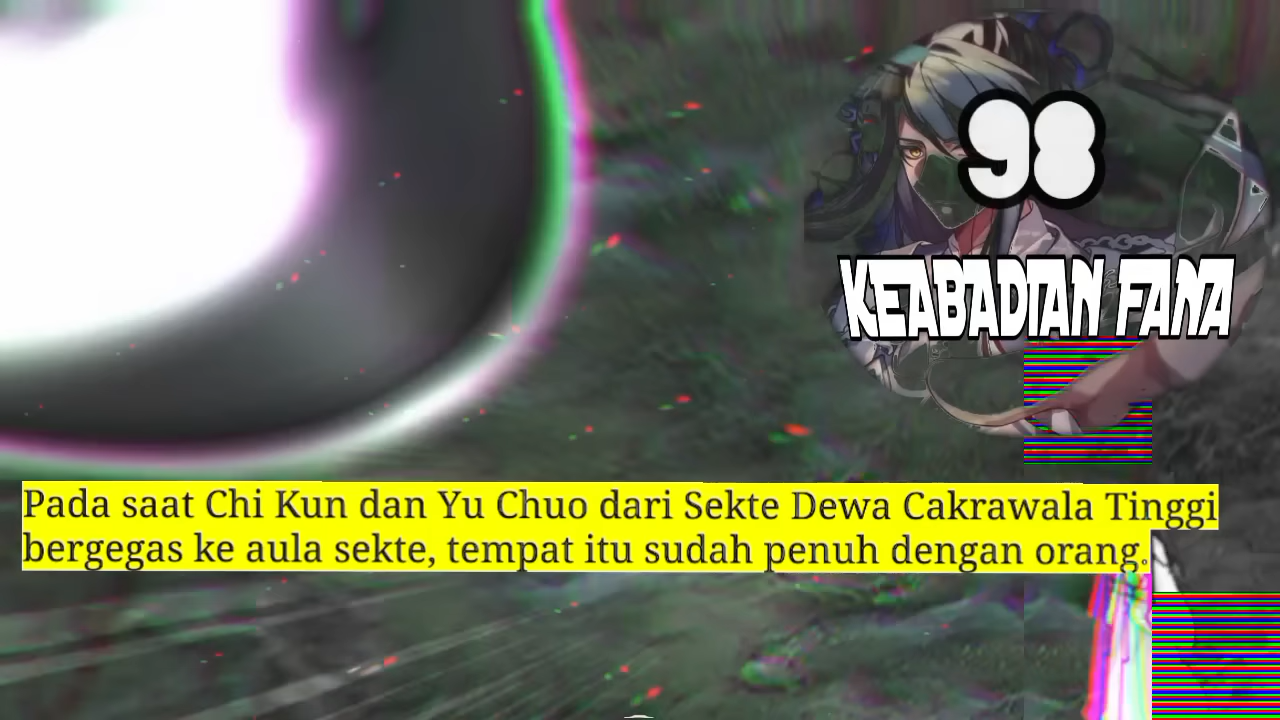 98
KEABADIAN FANA
Pada saat Chi Kun dan Yu Chuo dari Sekte Dewa Cakrawala Tinggi
bergegas ke aula sekte, tempat itu sudah penuh dengan orang.